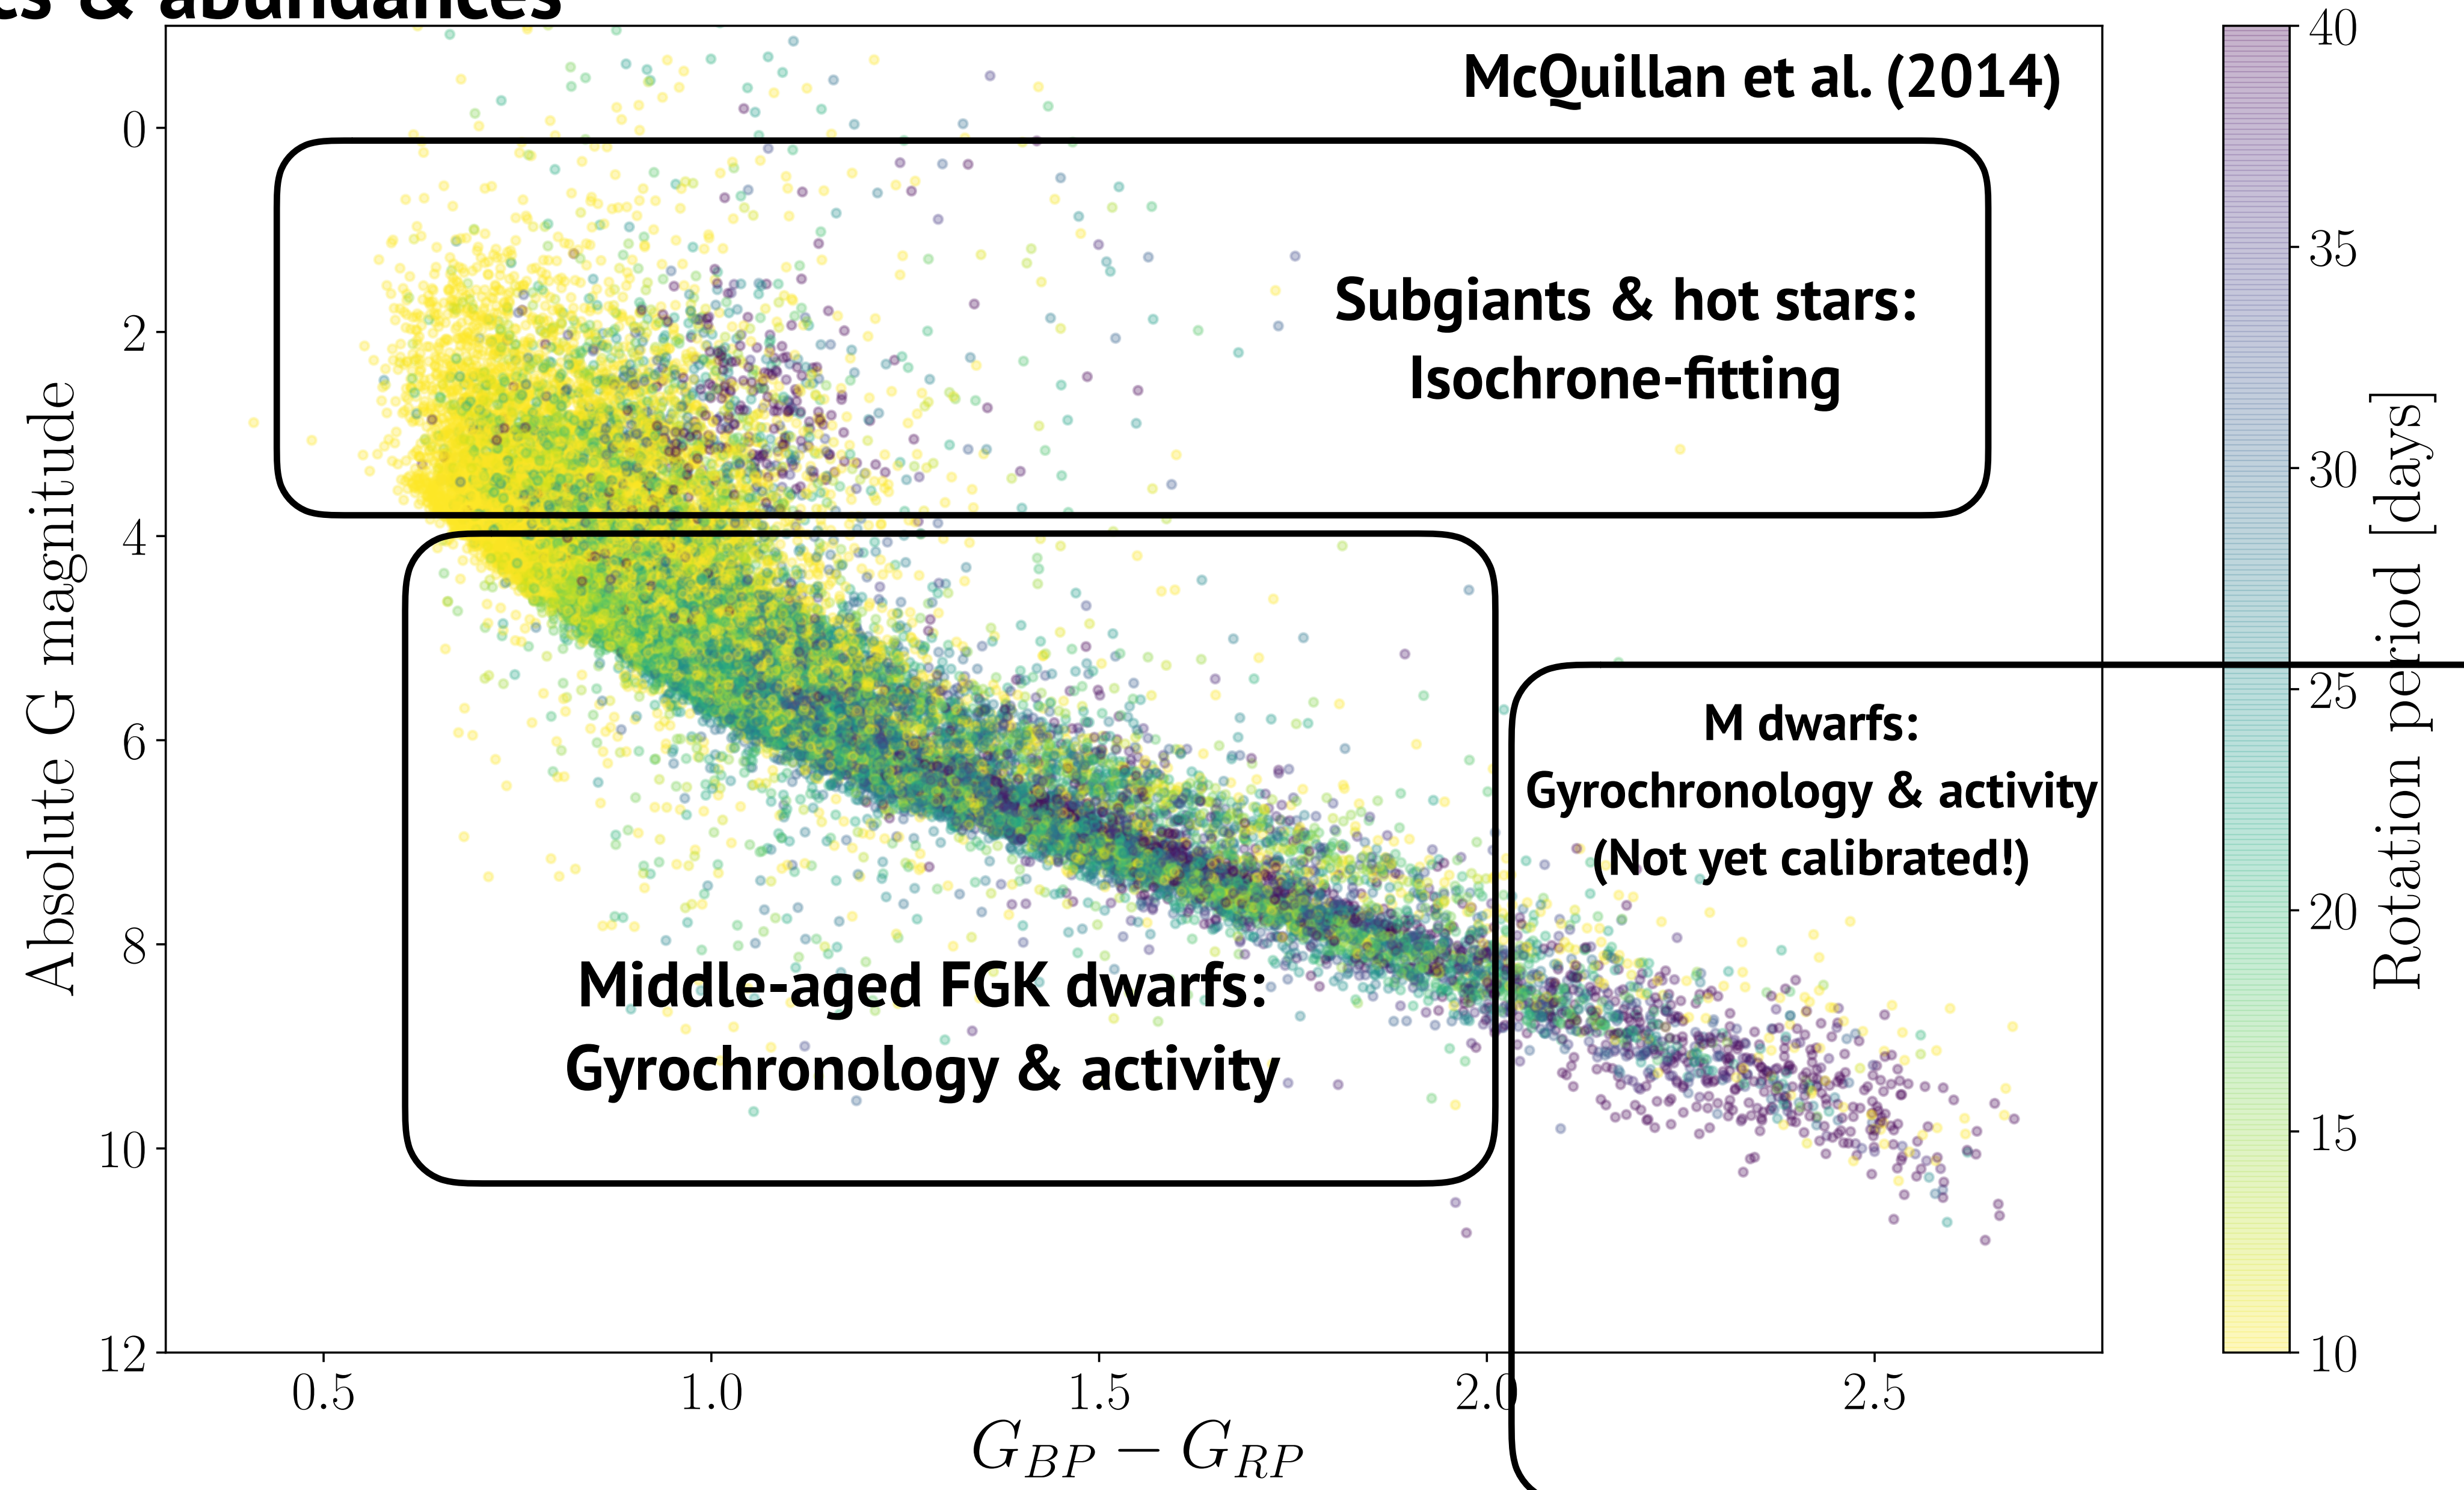 & abundances
McQuillan et al. (2014)
Subgiants & hot stars:
Isochrone-fitting
M dwarfs:
Gyrochronology & activity
(Not yet calibrated!)
Middle-aged FGK dwarfs:
Gyrochronology & activity
Absolute G magnitude
0
2
4
6
8
10
12
0.5
1.0
1.5
2.0
2.5
G_BP − G_RP
40
35
30
25
20
15
10
Rotation period [days]